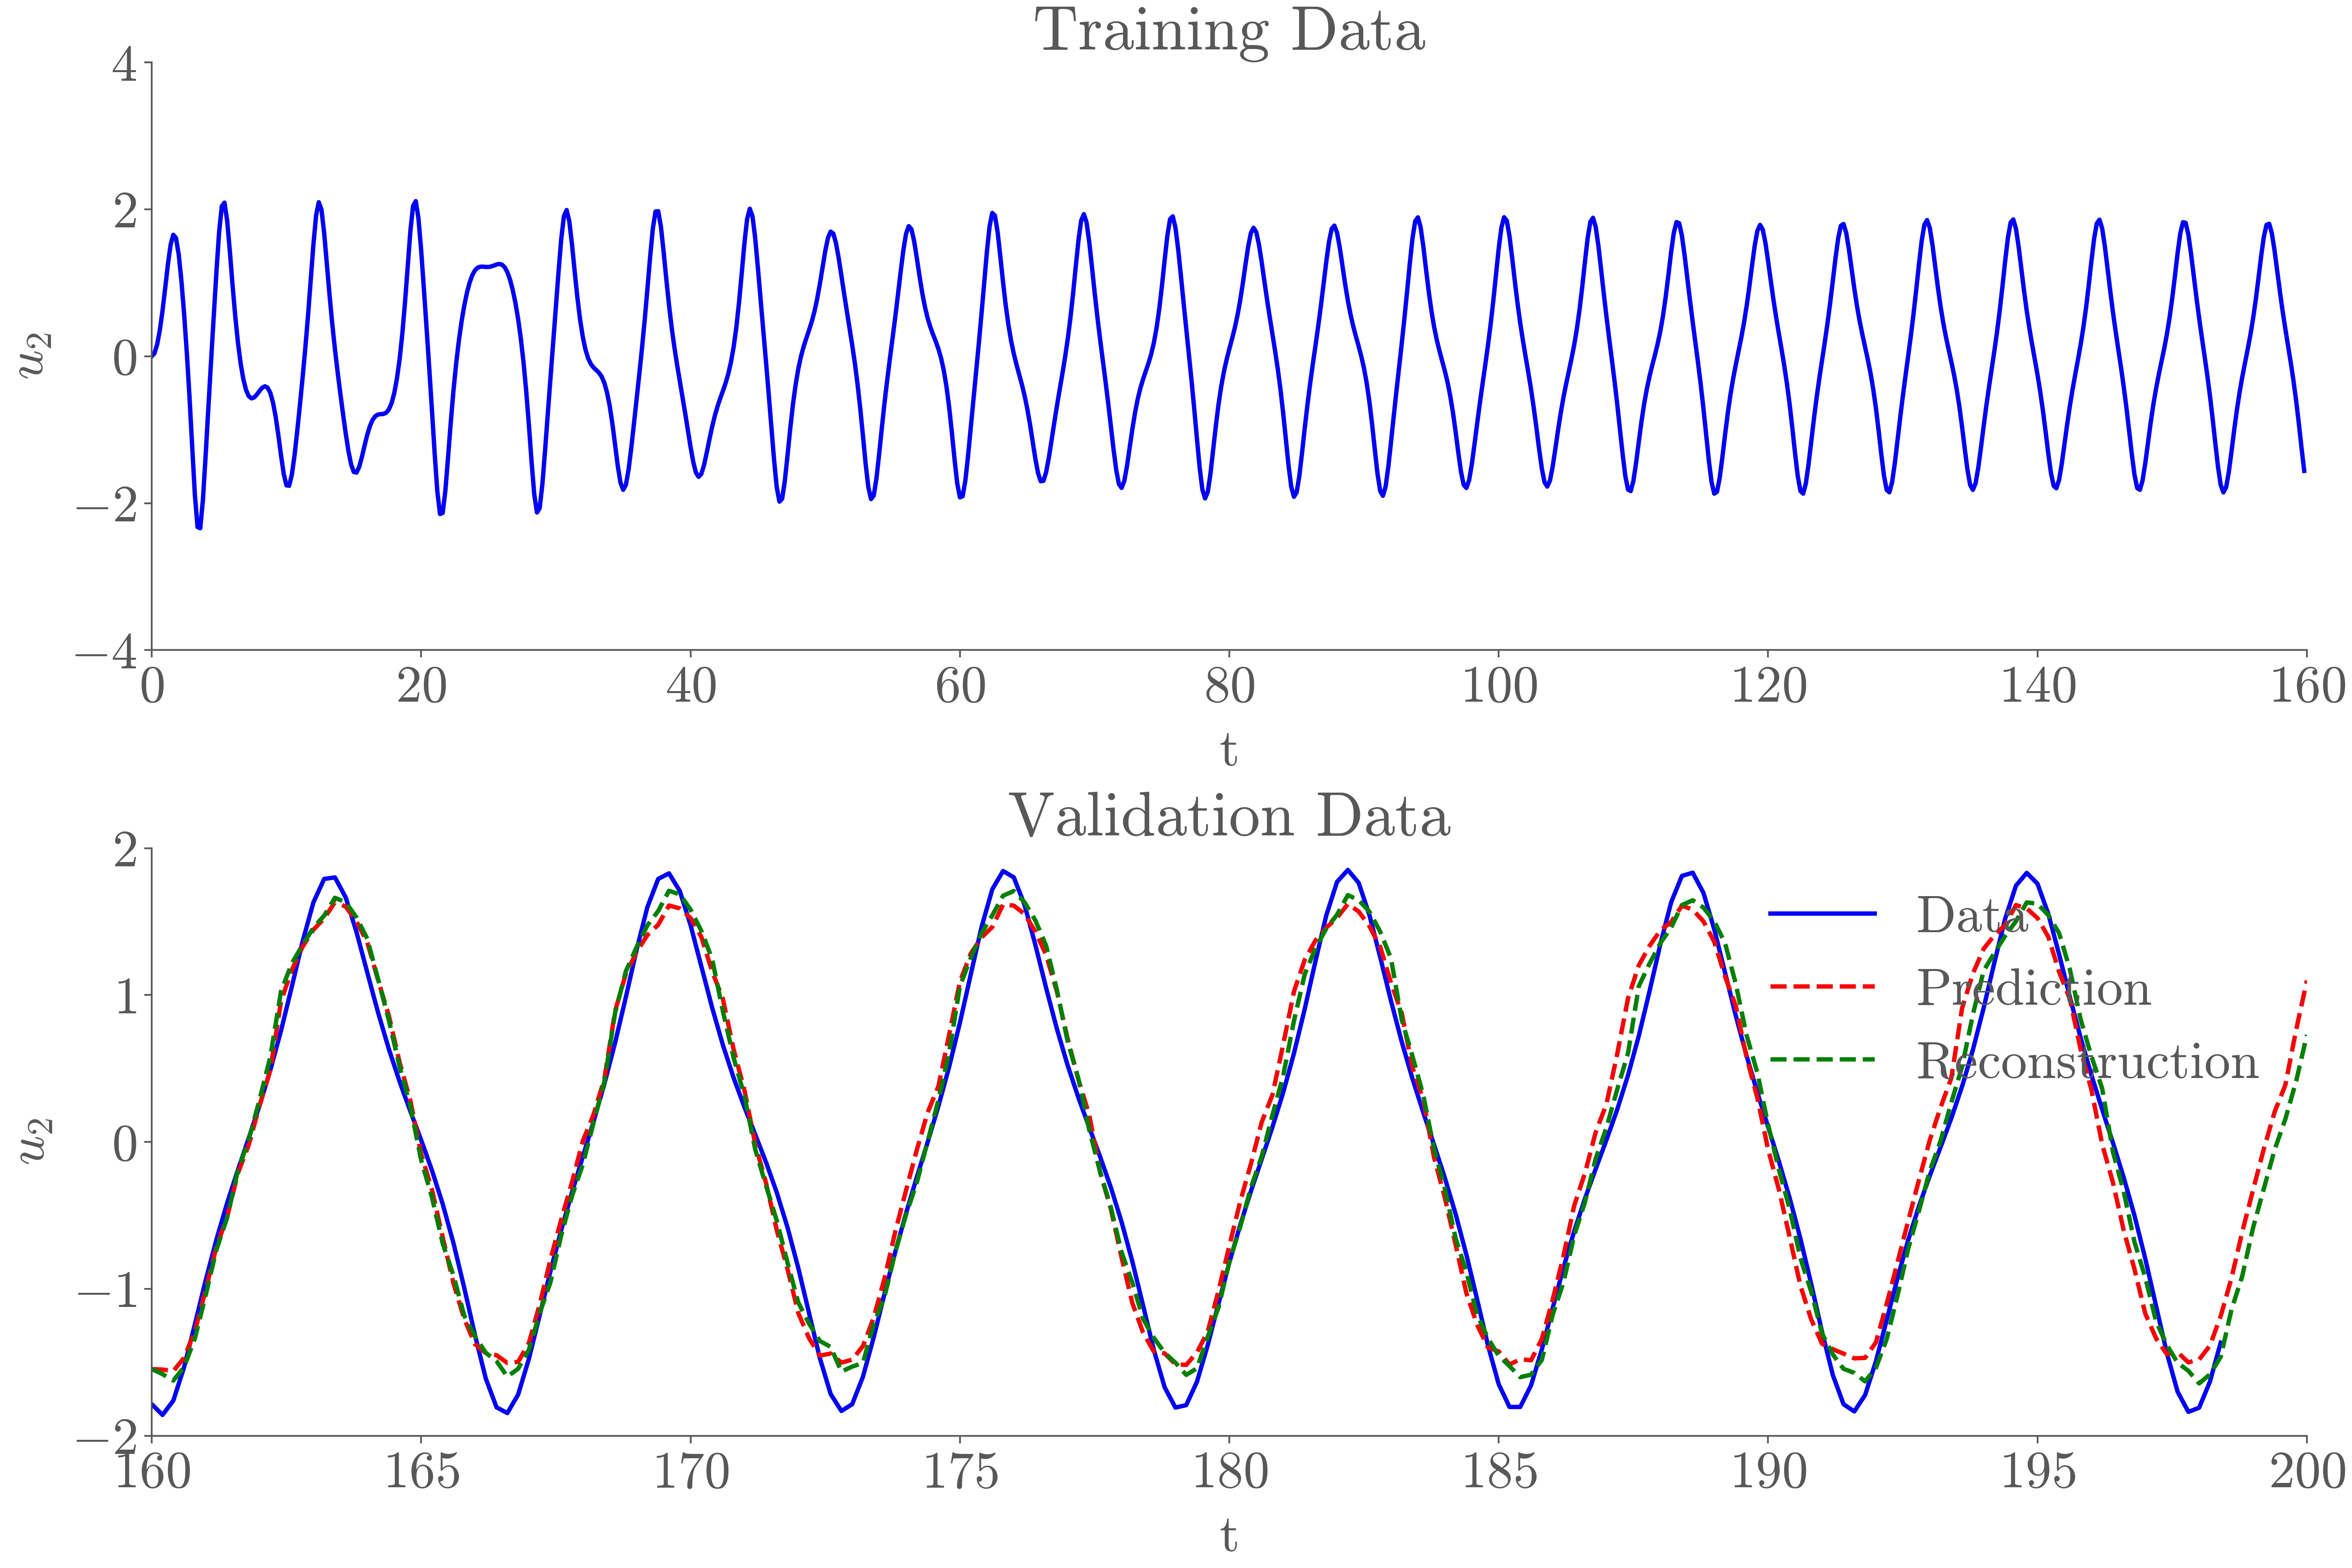 Training Data
4
2
0
−2
−4
u₂
0 20 40 60 80 100 120 140 160
t
Validation Data
2
1
0
−1
−2
u₂
Data
Prediction
Reconstruction
160 165 170 175 180 185 190 195 200
t